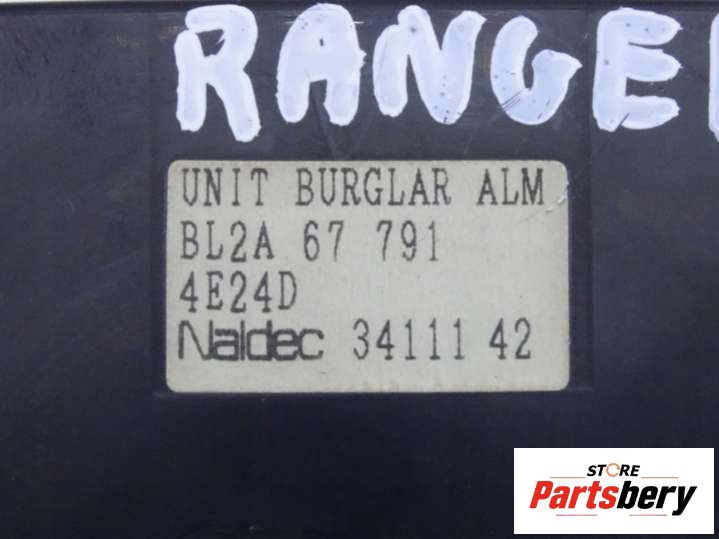 RANGE
UNIT BURGLAR ALM
BL2A 67 791
4E24D
Naldec 34111 42
STORE
Partsbery